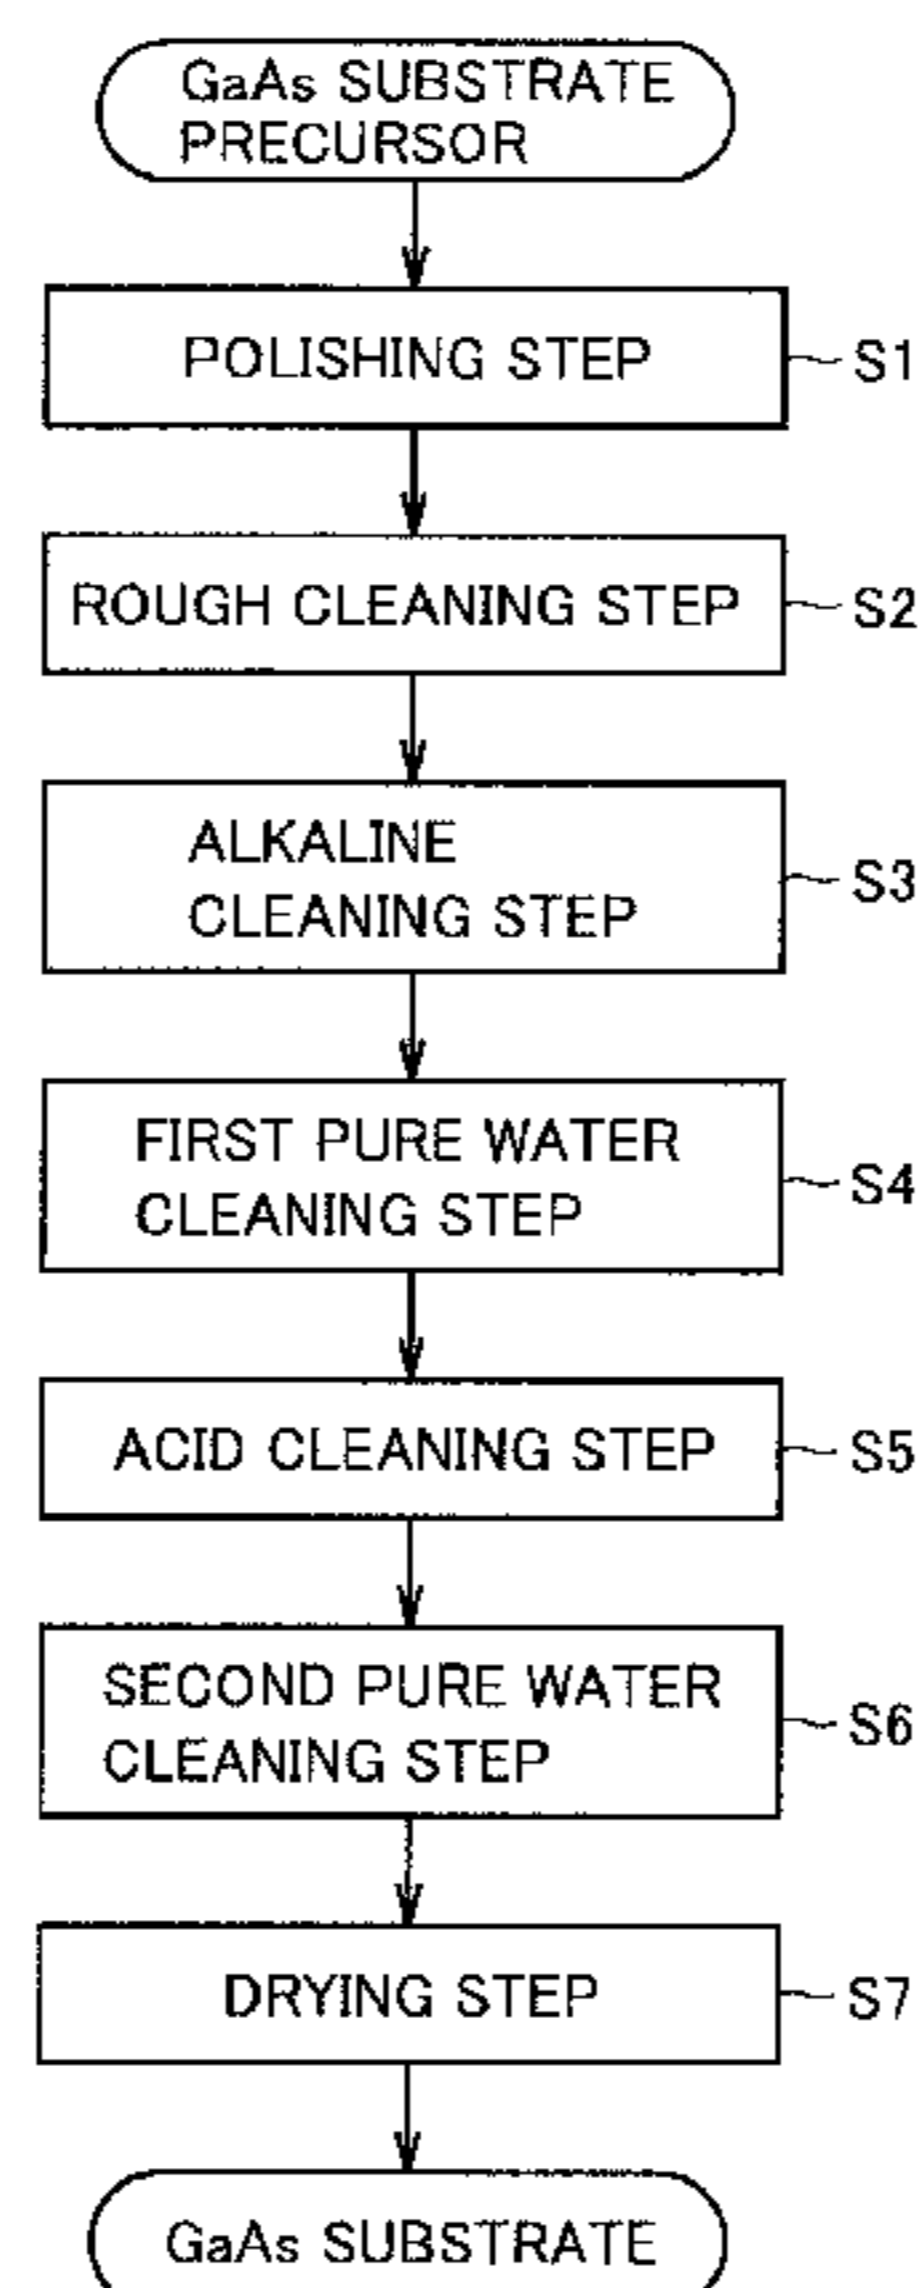 GaAs SUBSTRATE
PRECURSOR
POLISHING STEP
S1
ROUGH CLEANING STEP
S2
ALKALINE
CLEANING STEP
S3
FIRST PURE WATER
CLEANING STEP
S4
ACID CLEANING STEP
S5
SECOND PURE WATER
CLEANING STEP
S6
DRYING STEP
S7
GaAs SUBSTRATE